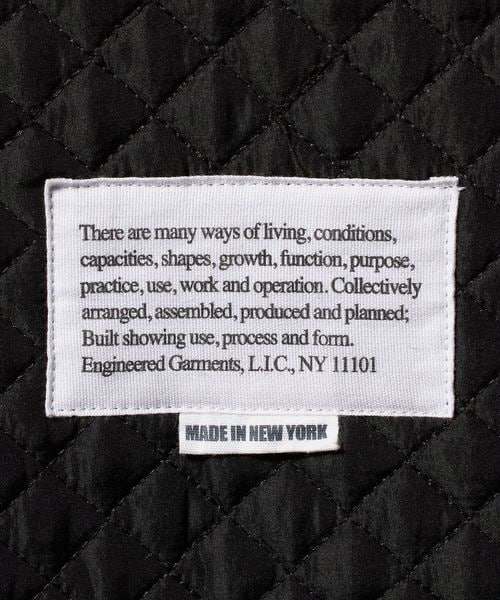 There are many ways of living, conditions,
capacities, shapes, growth, function, purpose,
practice, use, work and operation. Collectively
arranged, assembled, produced and planned;
Built showing use, process and form.
Engineered Garments, L.I.C., NY 11101
MADE IN NEW YORK